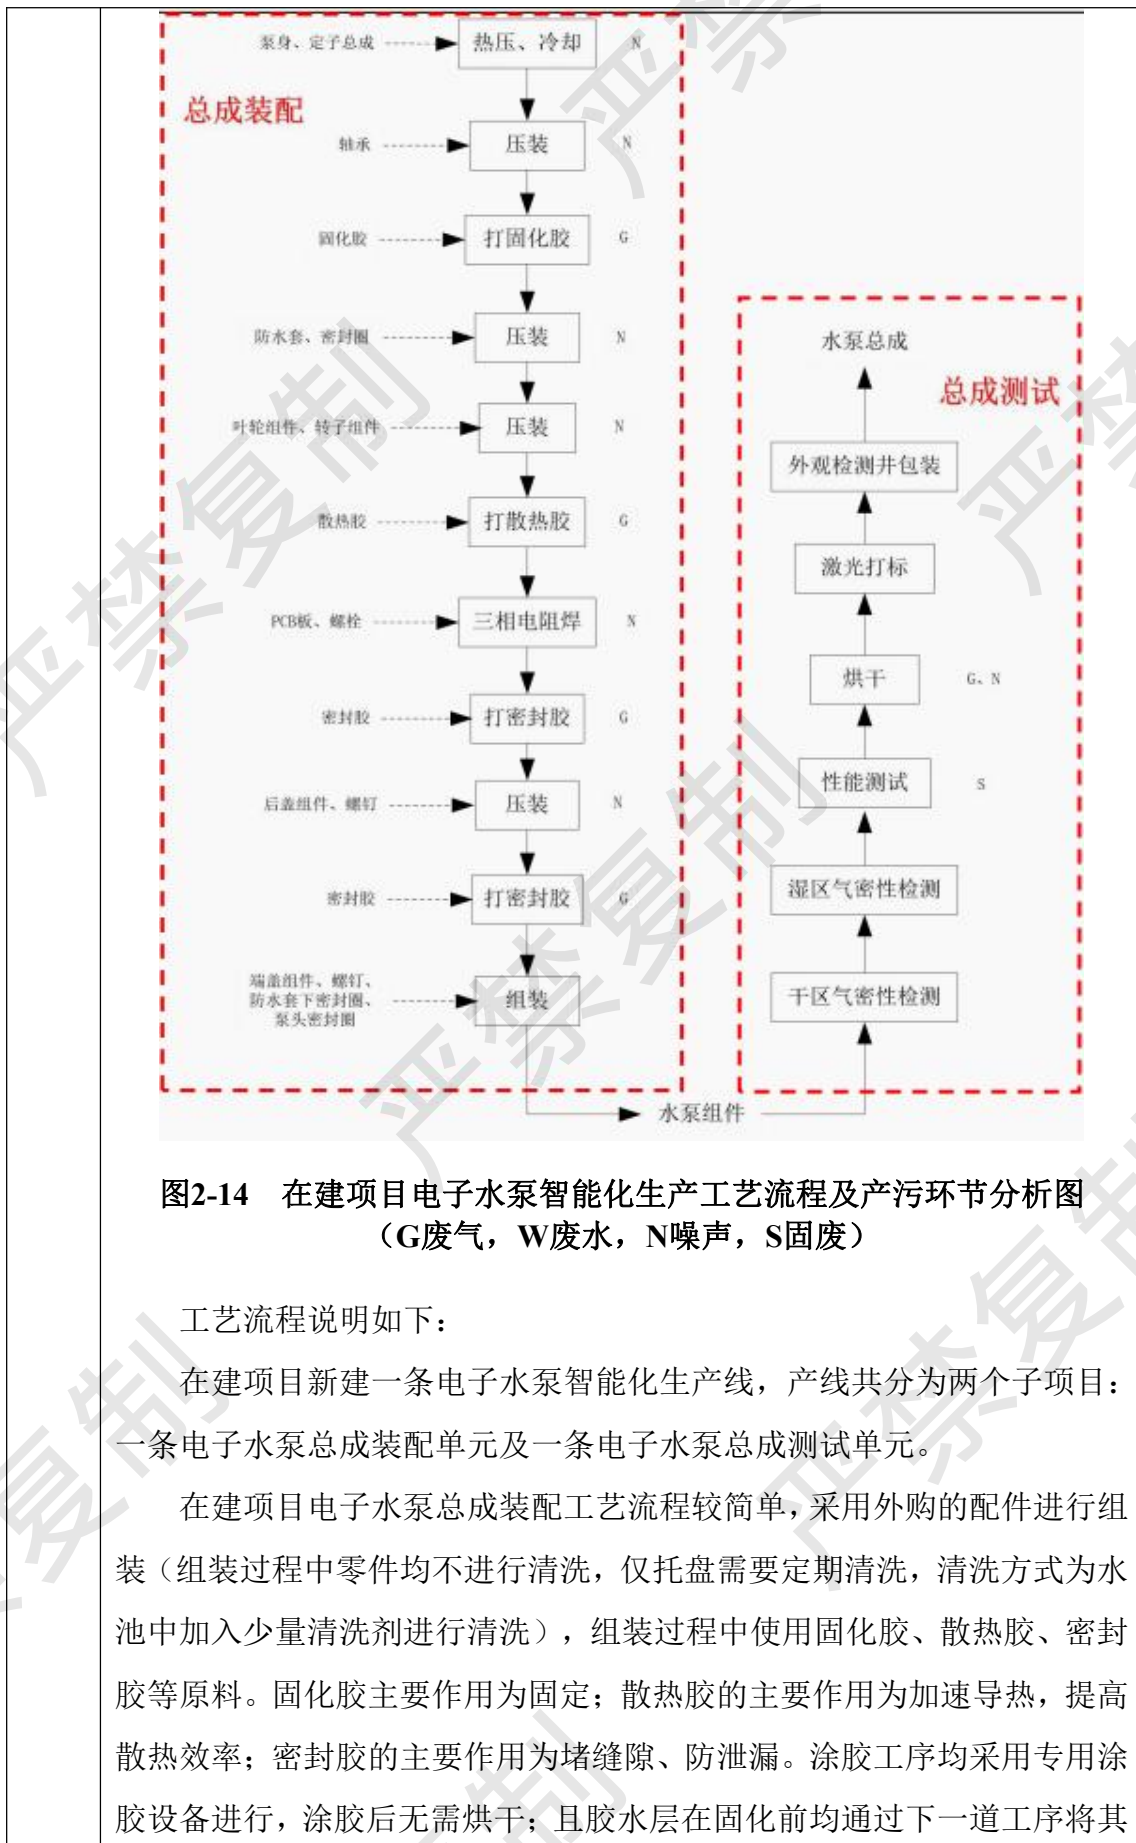 泵身、定子总成
热压、冷却
N
总成装配
轴承
压装
N
固化胶
打固化胶
G
防水套、密封圈
压装
N
叶轮组件、转子组件
压装
N
散热胶
打散热胶
G
PCB板、螺栓
三相电阻焊
N
密封胶
打密封胶
G
后盖组件、螺钉
压装
N
密封胶
打密封胶
G
端盖组件、螺钉、
防水套下密封圈、
泵头密封圈
组装
水泵组件
水泵总成
总成测试
外观检测并包装
激光打标
烘干
G、N
性能测试
S
湿区气密性检测
干区气密性检测
图2-14 在建项目电子水泵智能化生产工艺流程及产污环节分析图
（G废气，W废水，N噪声，S固废）
工艺流程说明如下：
在建项目新建一条电子水泵智能化生产线，产线共分为两个子项目：
一条电子水泵总成装配单元及一条电子水泵总成测试单元。
在建项目电子水泵总成装配工艺流程较简单，采用外购的配件进行组
装（组装过程中零件均不进行清洗，仅托盘需要定期清洗，清洗方式为水
池中加入少量清洗剂进行清洗），组装过程中使用固化胶、散热胶、密封
胶等原料。固化胶主要作用为固定；散热胶的主要作用为加速导热，提高
散热效率；密封胶的主要作用为堵缝隙、防泄漏。涂胶工序均采用专用涂
胶设备进行，涂胶后无需烘干；且胶水层在固化前均通过下一道工序将其
严禁复制
严禁复制
严禁复制